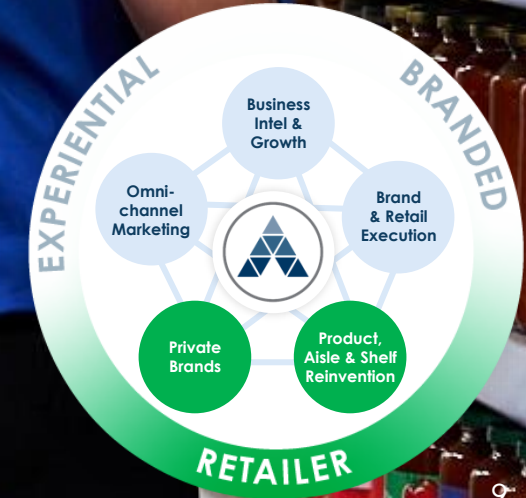 EXPERIENTIAL
BRANDED
Business
Intel &
Growth
Omni-
channel
Marketing
Brand
& Retail
Execution
Private
Brands
Product,
Aisle & Shelf
Reinvention
RETAILER